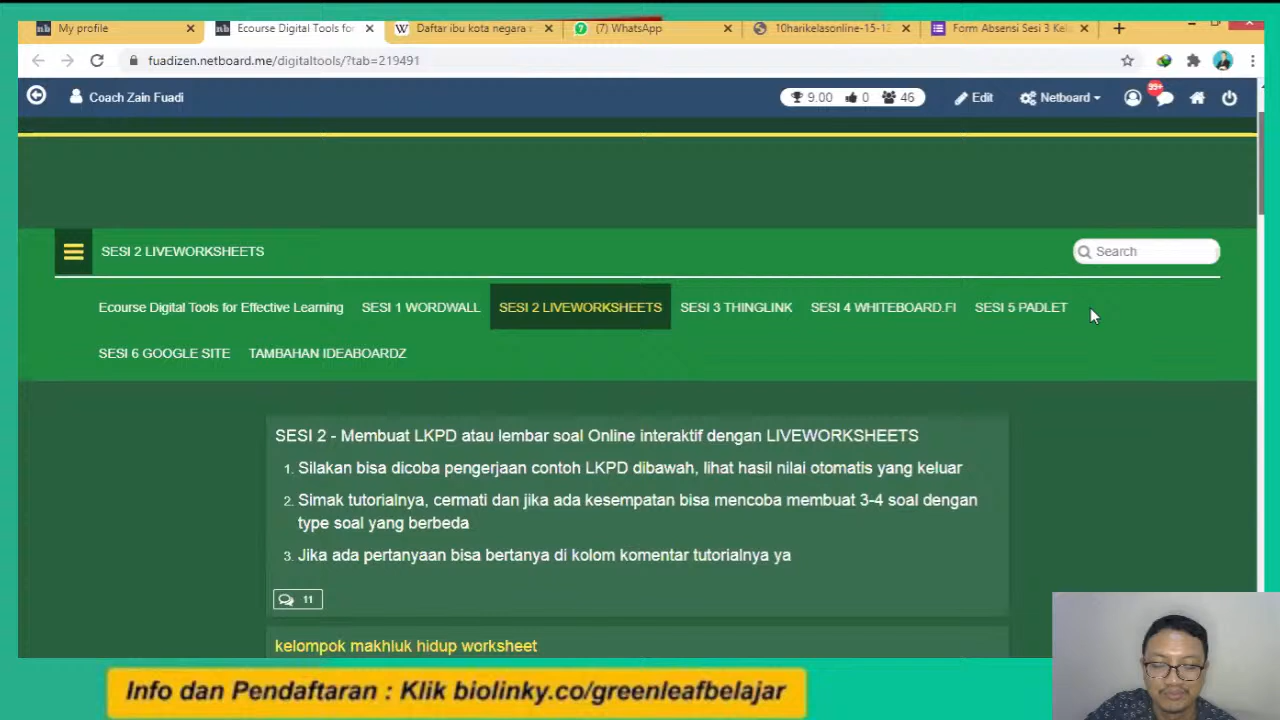 My profile
Ecourse Digital Tools for
Daftar ibu kota negara
(7) WhatsApp
10harikelasonline-15-12
Form Absensi Sesi 3 Kel
fuadizen.netboard.me/digitaltools/?tab=219491
Coach Zain Fuadi
9.00 0 46
Edit
Netboard
99+
SESI 2 LIVEWORKSHEETS
Search
Ecourse Digital Tools for Effective Learning SESI 1 WORDWALL SESI 2 LIVEWORKSHEETS SESI 3 THINGLINK SESI 4 WHITEBOARD.FI SESI 5 PADLET
SESI 6 GOOGLE SITE TAMBAHAN IDEABOARDZ
SESI 2 - Membuat LKPD atau lembar soal Online interaktif dengan LIVEWORKSHEETS
1. Silakan bisa dicoba pengerjaan contoh LKPD dibawah, lihat hasil nilai otomatis yang keluar
2. Simak tutorialnya, cermati dan jika ada kesempatan bisa mencoba membuat 3-4 soal dengan
type soal yang berbeda
3. Jika ada pertanyaan bisa bertanya di kolom komentar tutorialnya ya
11
kelompok makhluk hidup worksheet
Info dan Pendaftaran : Klik biolinky.co/greenleafbelajar